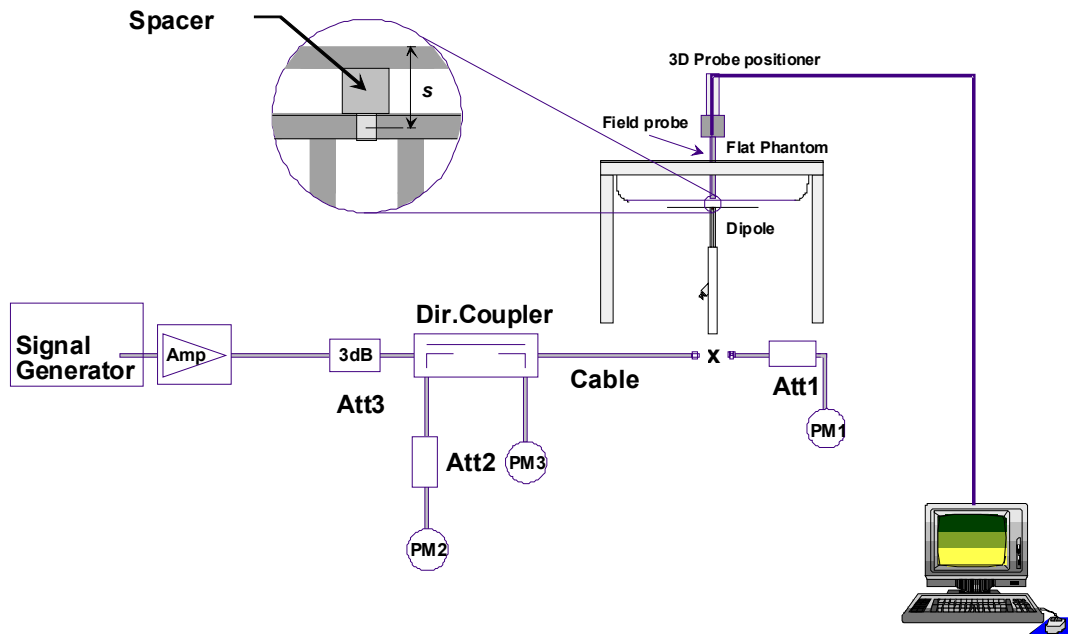 Spacer
s
3D Probe positioner
Field probe
Flat Phantom
Dipole
Signal
Generator
Amp
3dB
Att3
Dir.Coupler
Cable
x
Att1
PM1
Att2
PM3
PM2